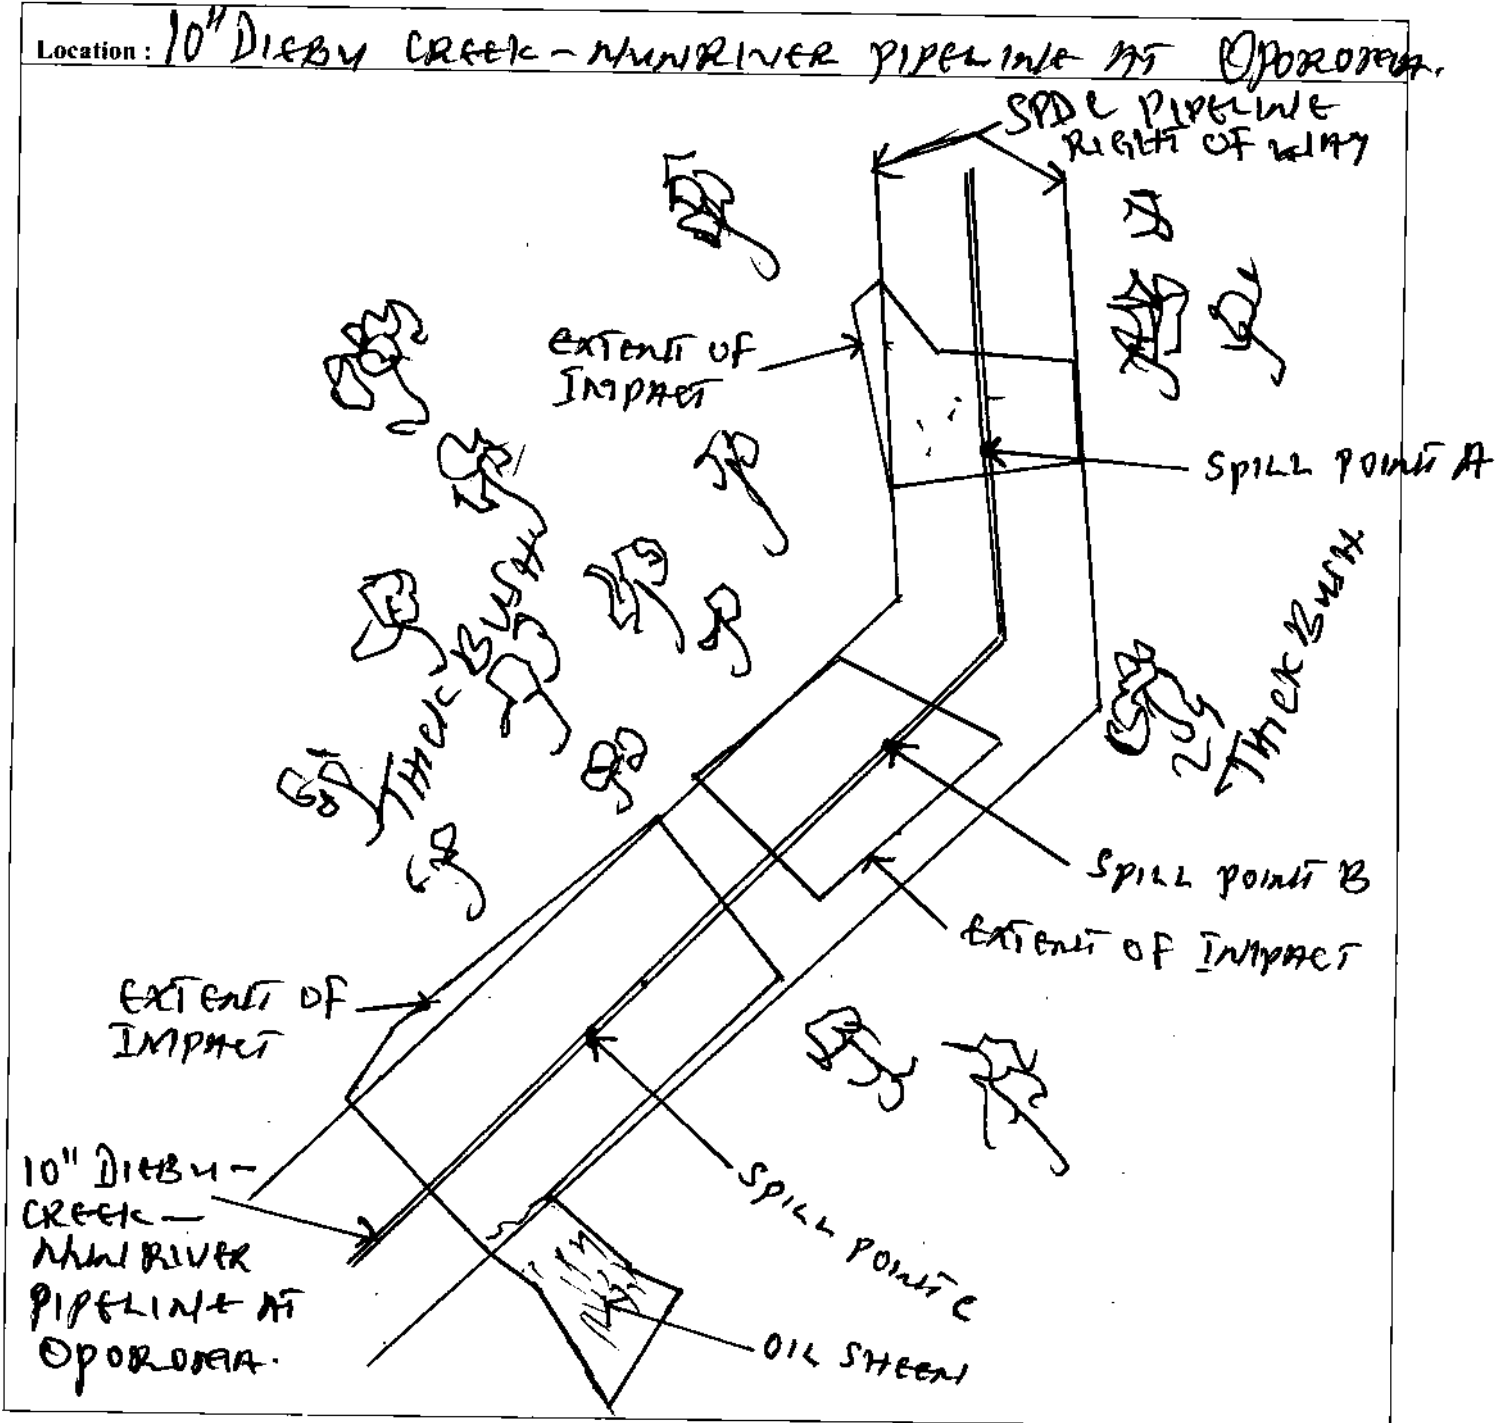 Location : 10" DIEBU CREEK - NUNRIVER PIPELINE AT OPOROMA.
SPDC PIPELINE
RIGHT OF WAY
EXTENT OF
IMPACT
SPILL POINT A
THICK BUSH
THICK BUSH
SPILL POINT B
EXTENT OF IMPACT
EXTENT OF
IMPACT
SPILL POINT C
10" DIEBU -
CREEK -
NUN RIVER
PIPELINE AT
OPOROMA.
OIL SHEEN